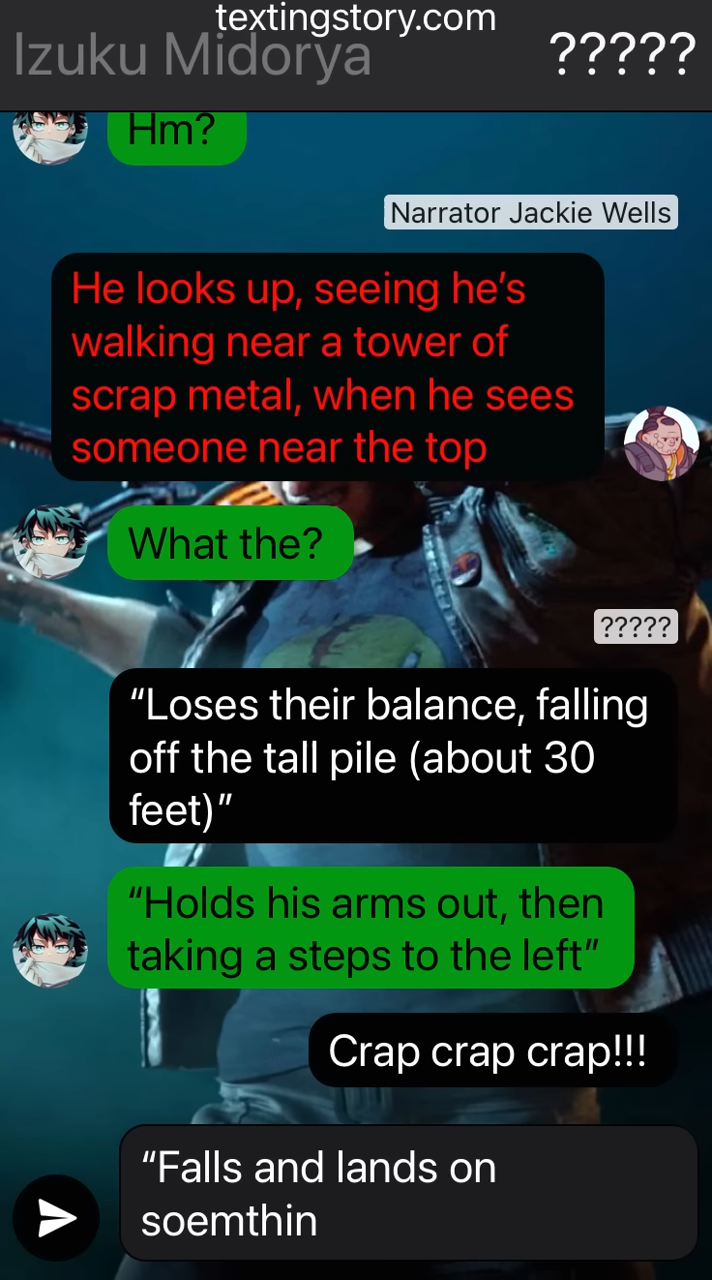 textingstory.com
Izuku Midorya
?????
Hm?
Narrator Jackie Wells
He looks up, seeing he’s
walking near a tower of
scrap metal, when he sees
someone near the top
What the?
?????
“Loses their balance, falling
off the tall pile (about 30
feet)”
“Holds his arms out, then
taking a steps to the left”
Crap crap crap!!!
“Falls and lands on
soemthin